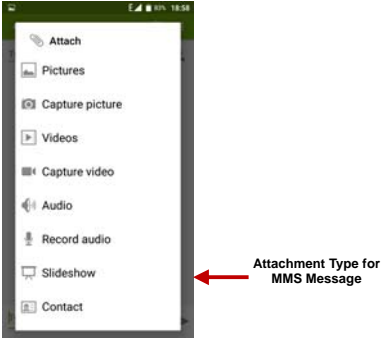 83% 18:58
Attach
Pictures
Capture picture
Videos
Capture video
Audio
Record audio
Slideshow
Contact
Attachment Type for
MMS Message